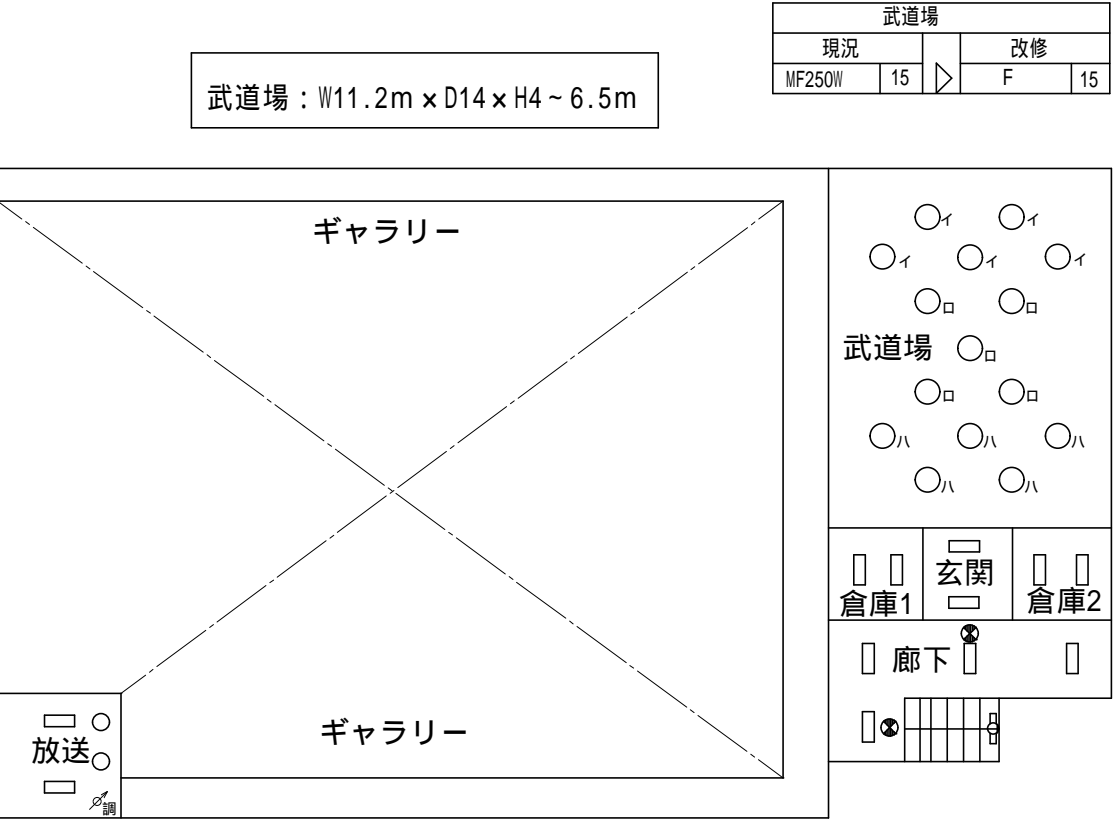 武道場
現況 改修
MF250W 15 F 15
武道場：W11.2m × D14 × H4 ~ 6.5m
ギャラリー
イ イ
イ イ イ
ロ ロ
武道場 ロ
ロ ロ
ハ ハ ハ
ハ ハ
玄関
倉庫1 倉庫2
廊下
ギャラリー
放送
調